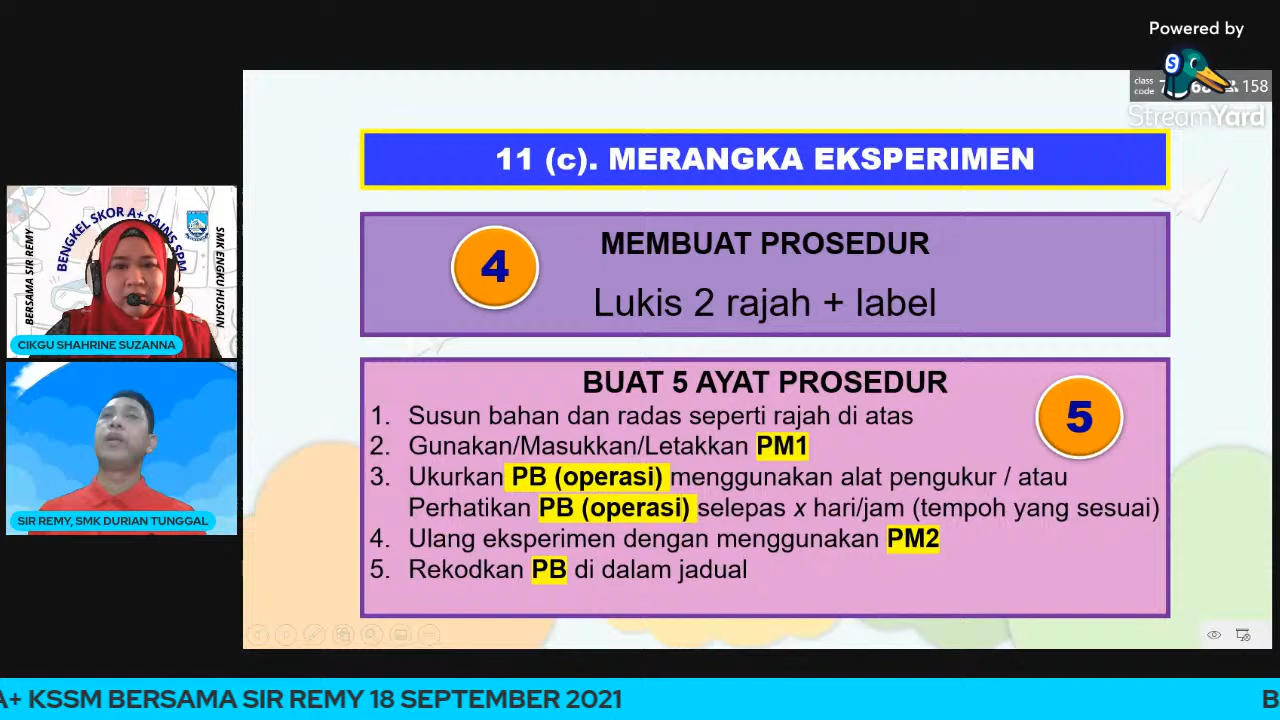 Powered by
S
class
code
158
StreamYard
11 (c). MERANGKA EKSPERIMEN
4
MEMBUAT PROSEDUR
Lukis 2 rajah + label
BUAT 5 AYAT PROSEDUR
5
1. Susun bahan dan radas seperti rajah di atas
2. Gunakan/Masukkan/Letakkan PM1
3. Ukurkan PB (operasi) menggunakan alat pengukur / atau
Perhatikan PB (operasi) selepas x hari/jam (tempoh yang sesuai)
4. Ulang eksperimen dengan menggunakan PM2
5. Rekodkan PB di dalam jadual
BENGKEL SKOR A+ SAINS SPM
BERSAMA SIR REMY
SMK ENGKU HUSAIN
CIKGU SHAHRINE SUZANNA
SIR REMY, SMK DURIAN TUNGGAL
A+ KSSM BERSAMA SIR REMY 18 SEPTEMBER 2021
B